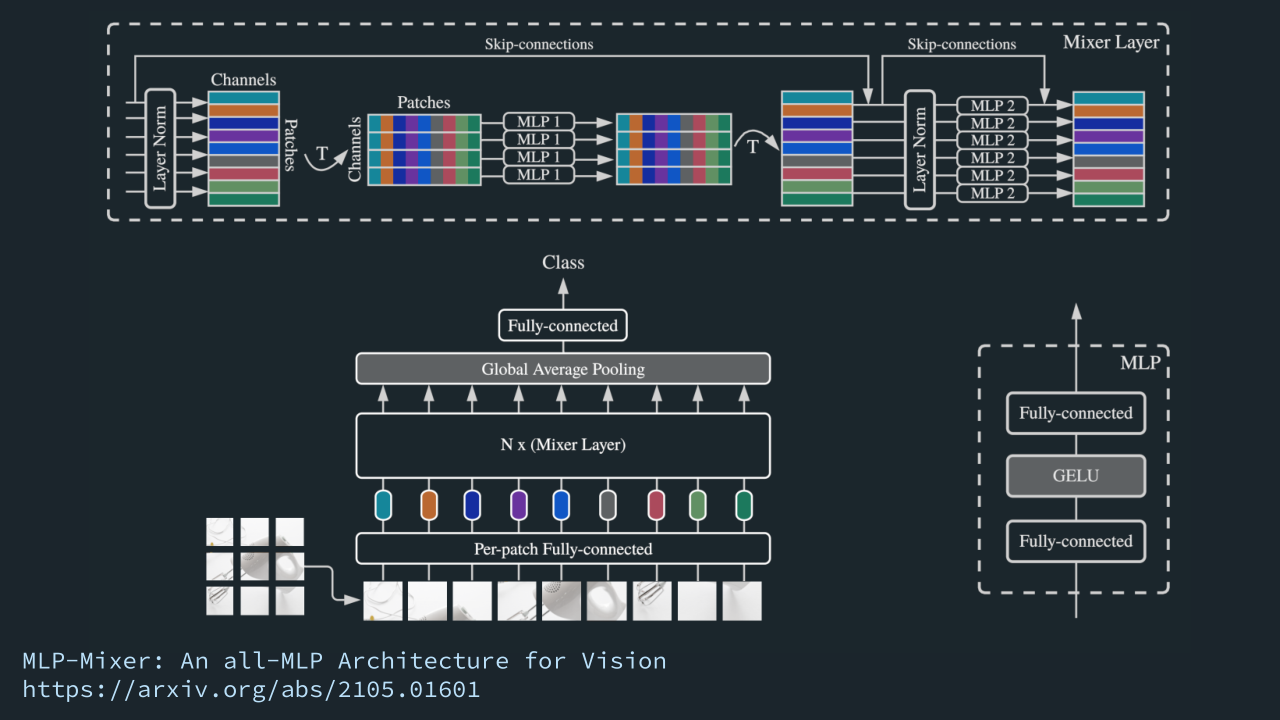 Skip-connections
Skip-connections
Mixer Layer
Channels
Layer Norm
Patches
T
Channels
Patches
MLP 1
MLP 1
MLP 1
MLP 1
T
Layer Norm
MLP 2
MLP 2
MLP 2
MLP 2
MLP 2
MLP 2
Class
Fully-connected
Global Average Pooling
N x (Mixer Layer)
Per-patch Fully-connected
MLP
Fully-connected
GELU
Fully-connected
MLP-Mixer: An all-MLP Architecture for Vision
https://arxiv.org/abs/2105.01601